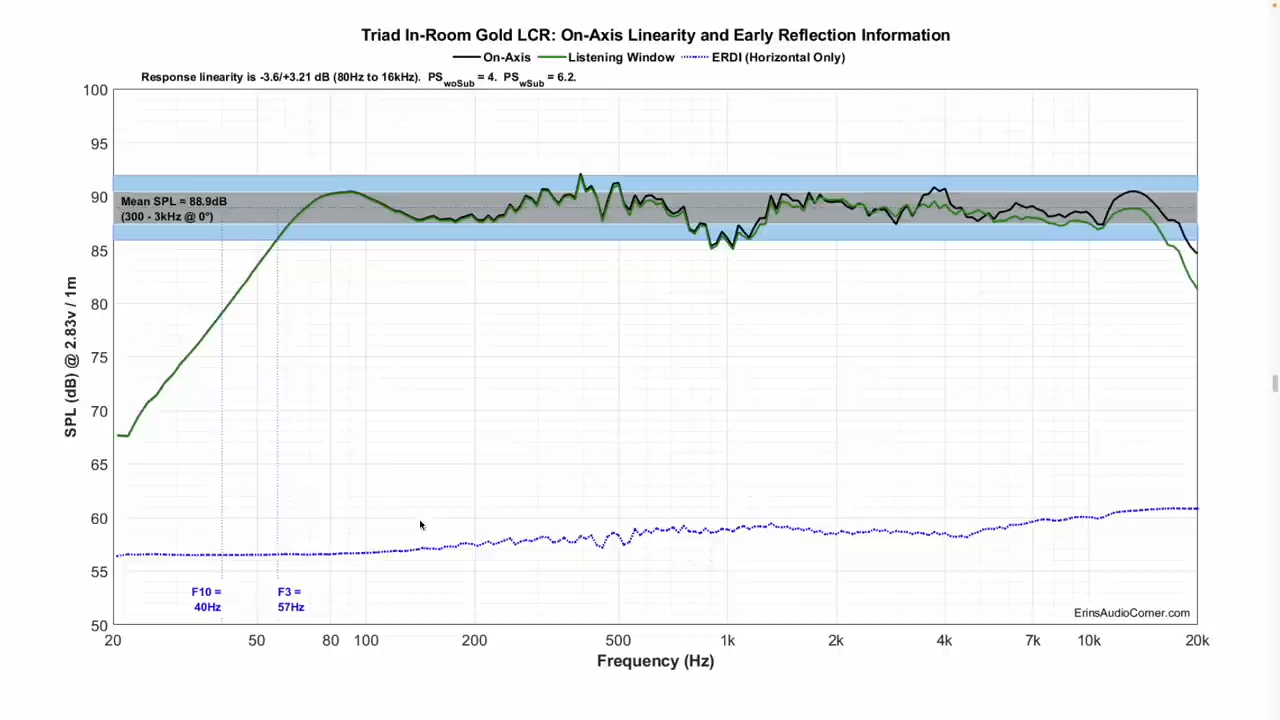 Triad In-Room Gold LCR: On-Axis Linearity and Early Reflection Information
On-Axis Listening Window ERDI (Horizontal Only)
Response linearity is -3.6/+3.21 dB (80Hz to 16kHz). PS woSub = 4. PS wSub = 6.2.
100
95
90
85
80
75
70
65
60
55
50
SPL (dB) @ 2.83v / 1m
Mean SPL = 88.9dB
(300 - 3kHz @ 0°)
F10 =
40Hz
F3 =
57Hz
ErinsAudioCorner.com
20 50 80 100 200 500 1k 2k 4k 7k 10k 20k
Frequency (Hz)